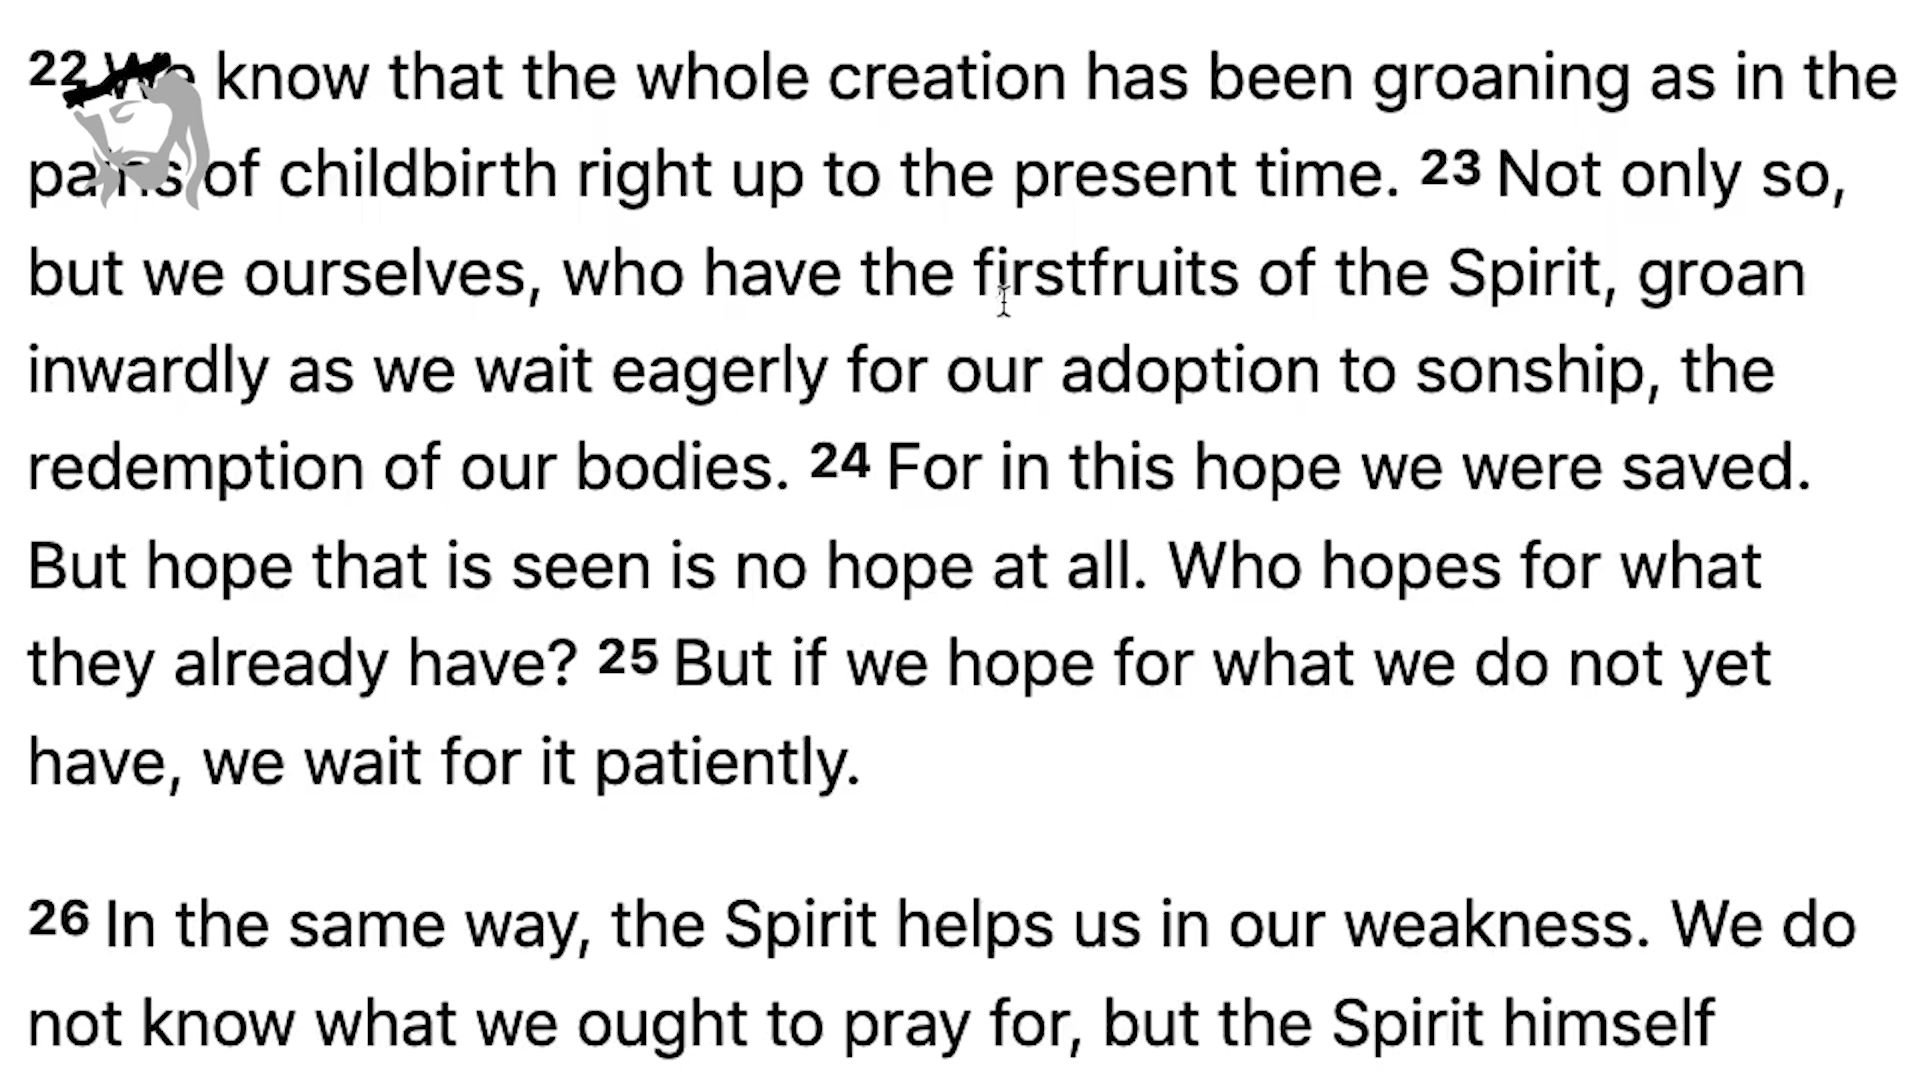 22 We know that the whole creation has been groaning as in the
pains of childbirth right up to the present time. 23 Not only so,
but we ourselves, who have the firstfruits of the Spirit, groan
inwardly as we wait eagerly for our adoption to sonship, the
redemption of our bodies. 24 For in this hope we were saved.
But hope that is seen is no hope at all. Who hopes for what
they already have? 25 But if we hope for what we do not yet
have, we wait for it patiently.
26 In the same way, the Spirit helps us in our weakness. We do
not know what we ought to pray for, but the Spirit himself